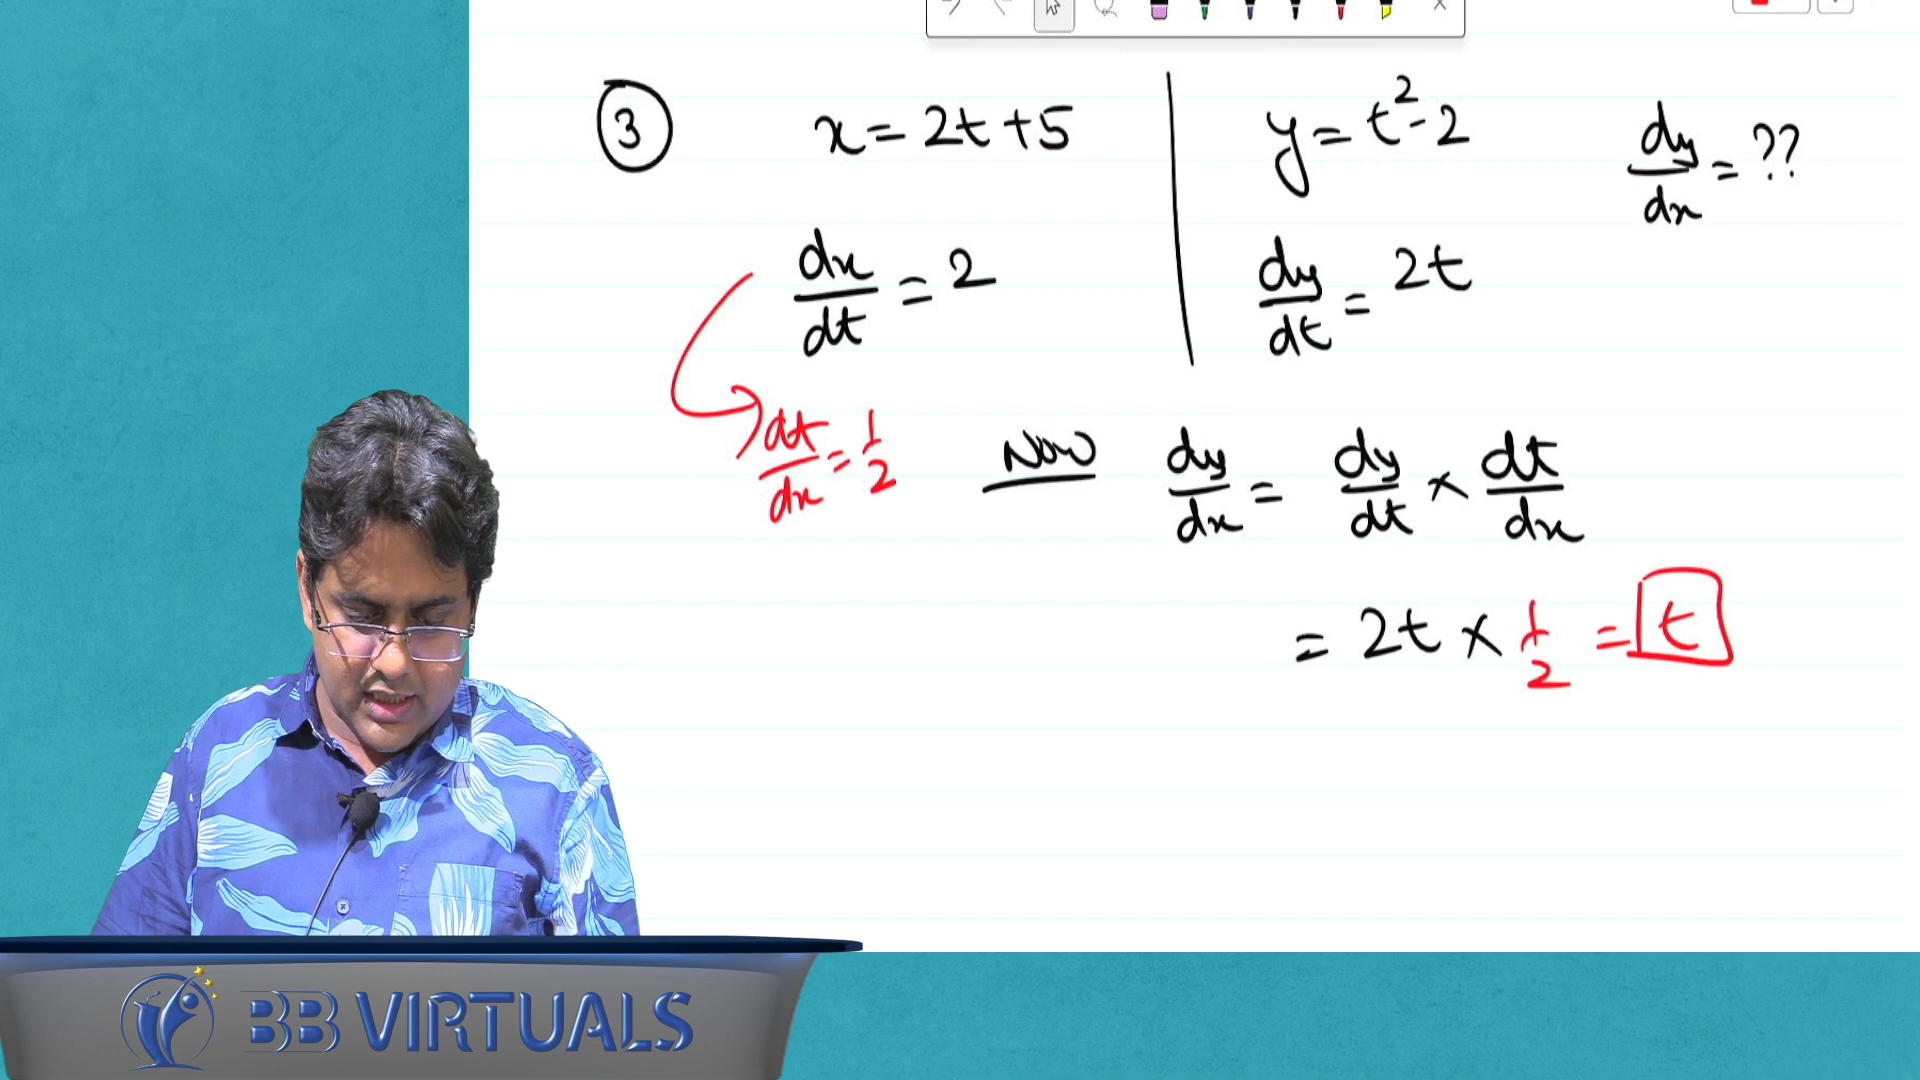 ③ x = 2t + 5 y = t² - 2 dy/dx = ??
dx/dt = 2 dy/dt = 2t
dt/dx = 1/2 Now dy/dx = dy/dt × dt/dx
= 2t × 1/2 = t
BB VIRTUALS